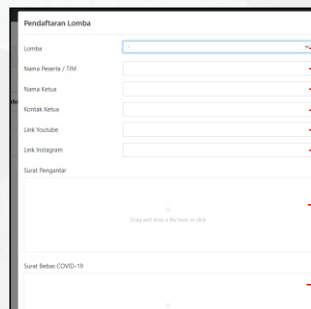 Pendaftaran Lomba
Lomba
-
Nama Peserta / TIM
Nama Ketua
Kontak Ketua
Link Youtube
Link Instagram
Surat Pengantar
Drag and drop a file here or click
Surat Bebas COVID-19